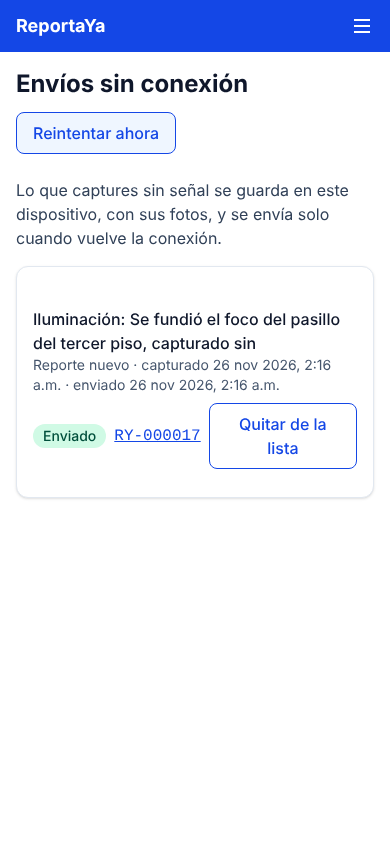 ReportaYa
Envíos sin conexión
Reintentar ahora
Lo que captures sin señal se guarda en este
dispositivo, con sus fotos, y se envía solo
cuando vuelve la conexión.
Iluminación: Se fundió el foco del pasillo
del tercer piso, capturado sin
Reporte nuevo · capturado 26 nov 2026, 2:16
a.m. · enviado 26 nov 2026, 2:16 a.m.
Enviado RY-000017 Quitar de la
lista